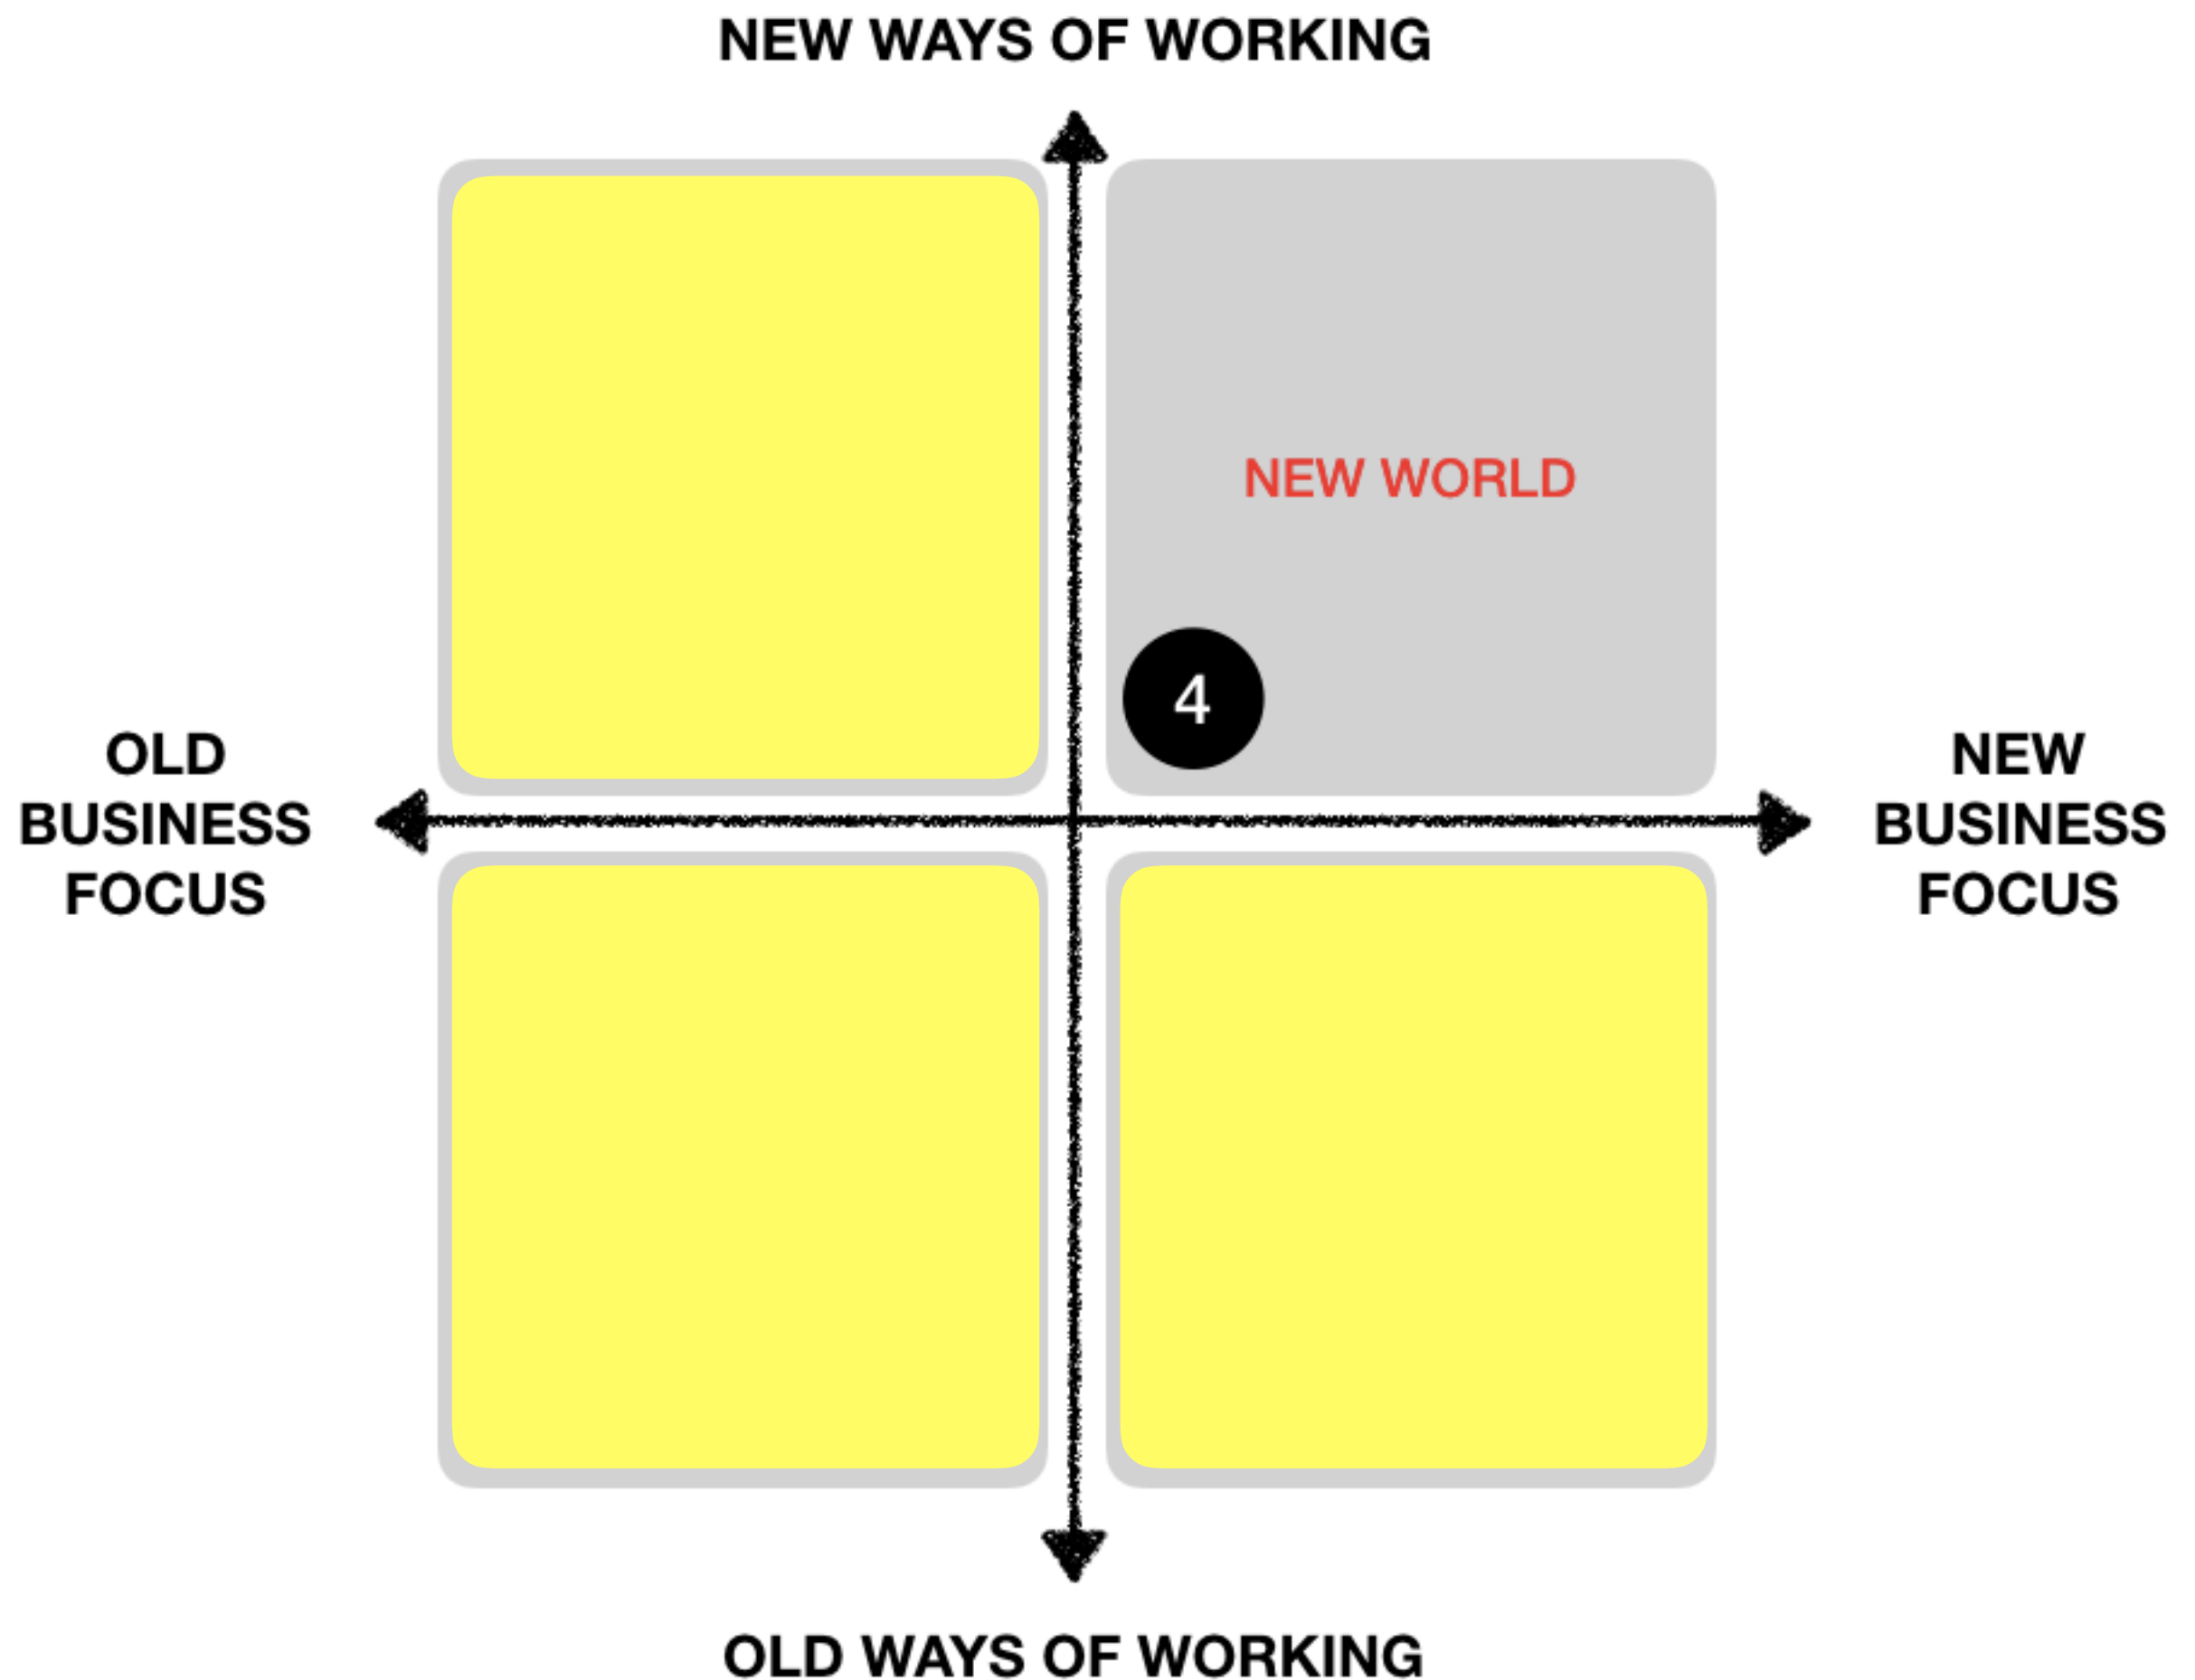 NEW WAYS OF WORKING
NEW WORLD
4
OLD
BUSINESS
FOCUS
NEW
BUSINESS
FOCUS
OLD WAYS OF WORKING